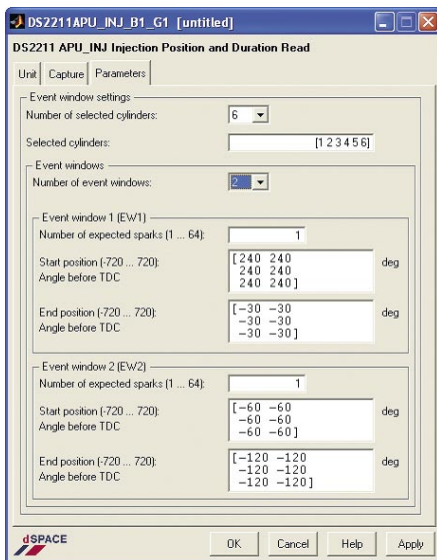 DS2211APU_INJ_B1_G1 [untitled]
DS2211 APU_INJ Injection Position and Duration Read
Unit Capture Parameters
Event window settings
Number of selected cylinders: 6
Selected cylinders: [1 2 3 4 5 6]
Event windows
Number of event windows: 2
Event window 1 (EW1)
Number of expected sparks (1 ... 64): 1
Start position (-720 ... 720): [240 240 deg
Angle before TDC 240 240
240 240]
End position (-720 ... 720): [-30 -30 deg
Angle before TDC -30 -30
-30 -30]
Event window 2 (EW2)
Number of expected sparks (1 ... 64): 1
Start position (-720 ... 720): [-60 -60 deg
Angle before TDC -60 -60
-60 -60]
End position (-720 ... 720): [-120 -120 deg
Angle before TDC -120 -120
-120 -120]
dSPACE OK Cancel Help Apply